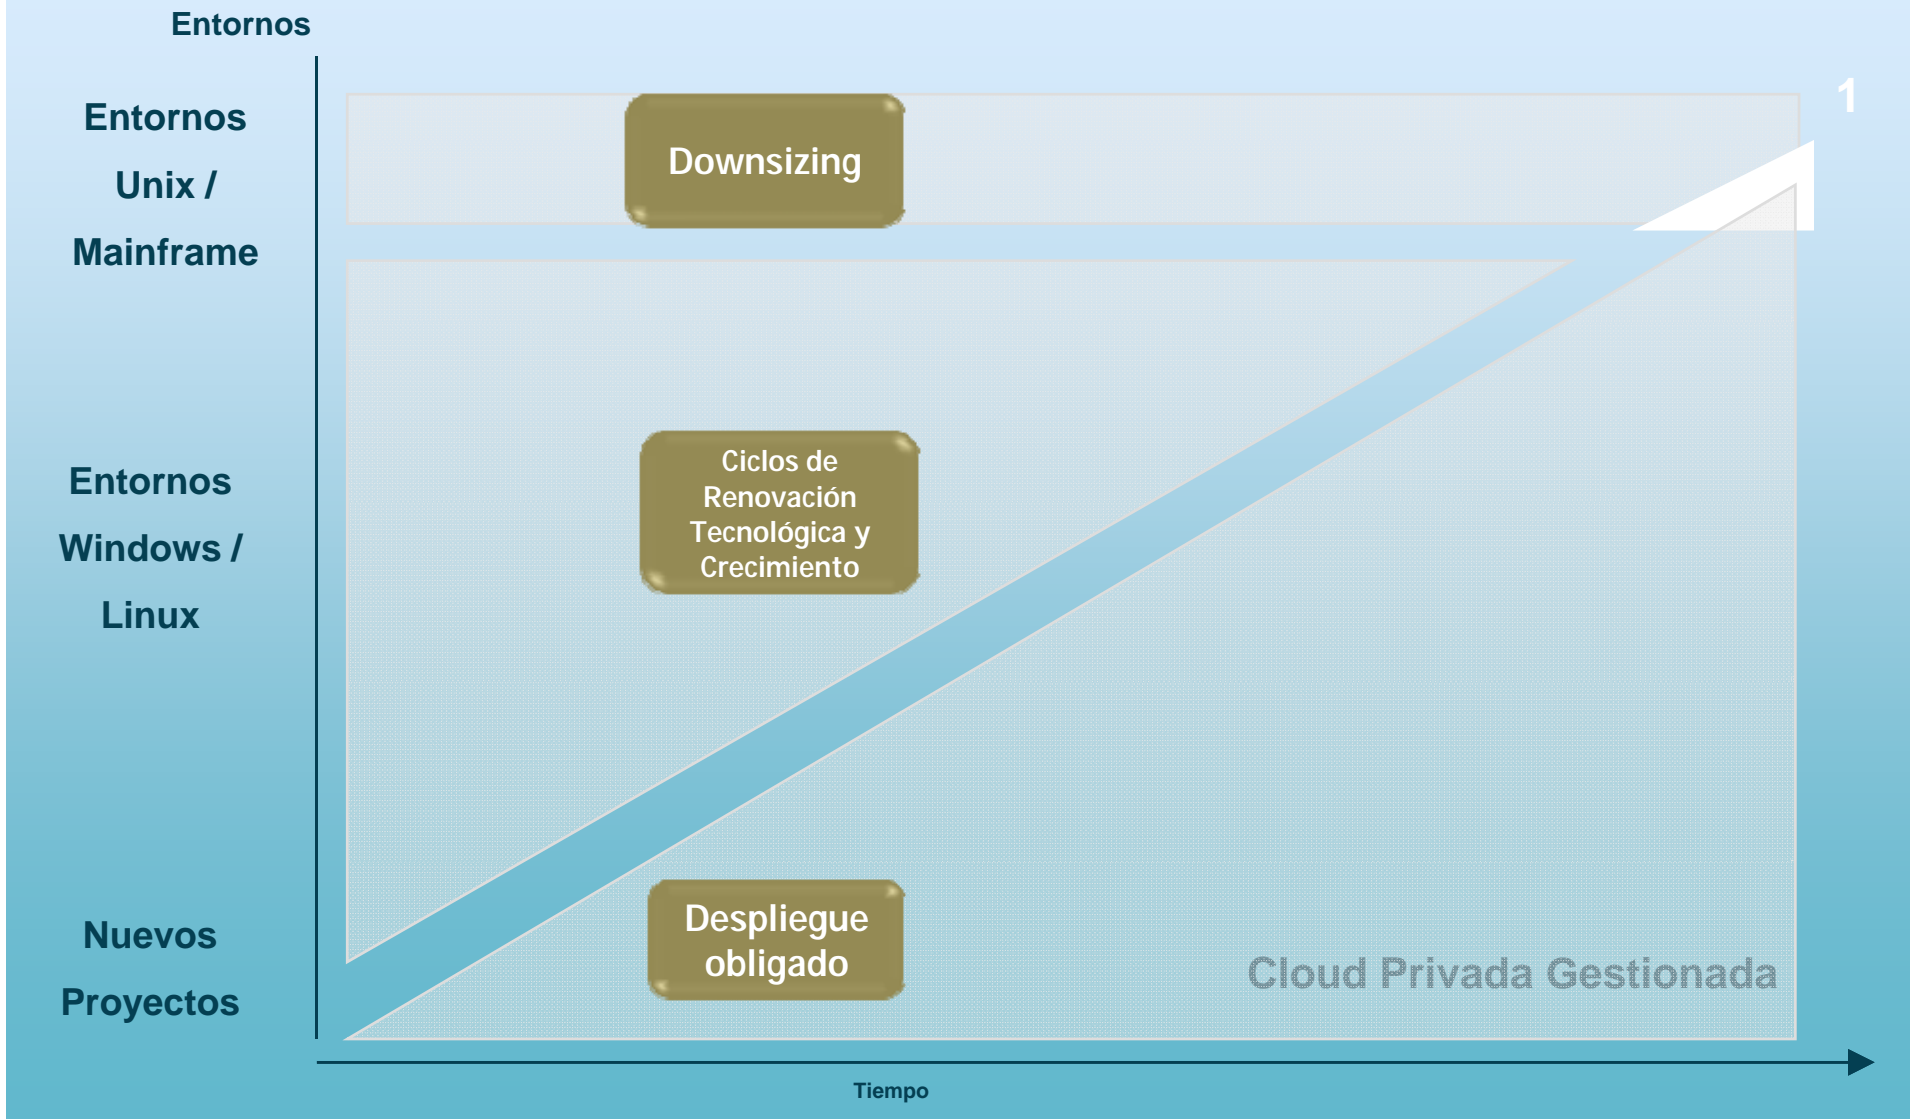 Entornos
1
Entornos
Unix /
Mainframe
Downsizing
Entornos
Windows /
Linux
Ciclos de
Renovación
Tecnológica y
Crecimiento
Nuevos
Proyectos
Despliegue
obligado
Cloud Privada Gestionada
Tiempo